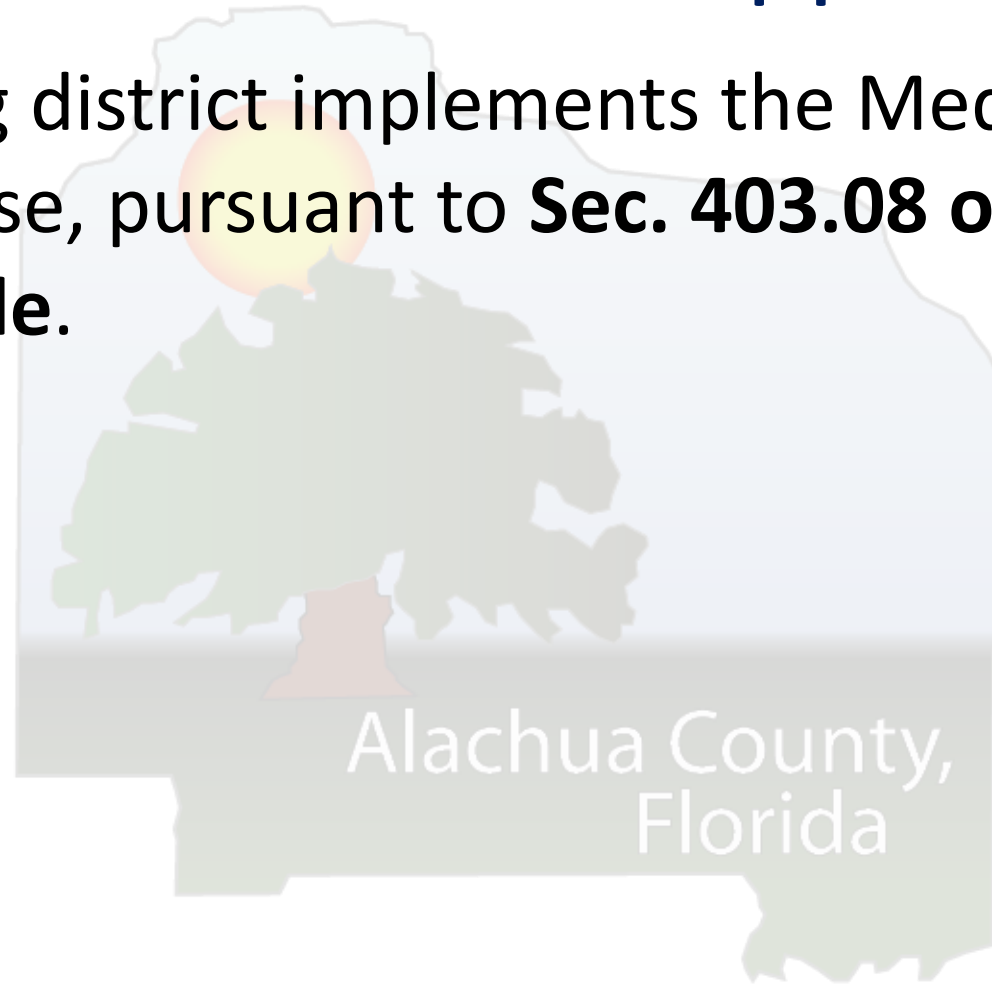 g district implements the Med
se, pursuant to Sec. 403.08 o
le.
Alachua County,
Florida